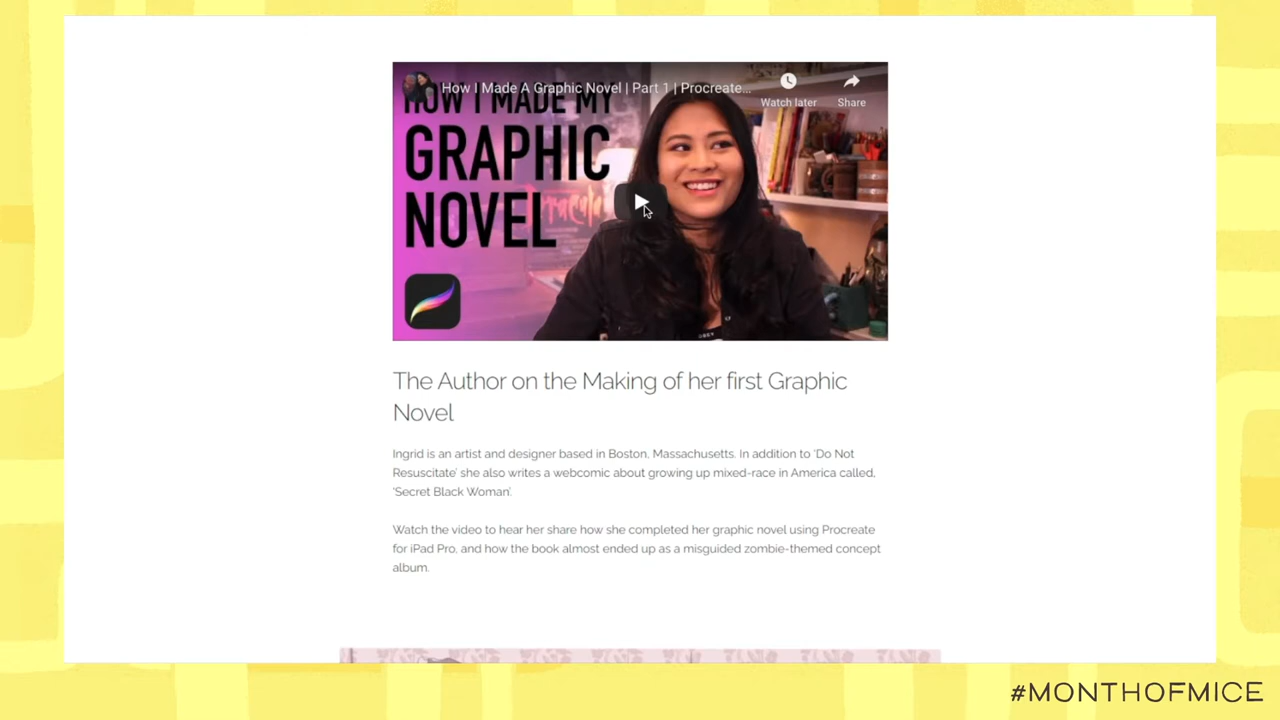 How I Made A Graphic Novel | Part 1 | Procreate...
Watch later
Share
HOW I MADE MY
GRAPHIC
NOVEL
OBEY
The Author on the Making of her first Graphic
Novel
Ingrid is an artist and designer based in Boston, Massachusetts. In addition to 'Do Not
Resuscitate' she also writes a webcomic about growing up mixed-race in America called,
'Secret Black Woman'.
Watch the video to hear her share how she completed her graphic novel using Procreate
for iPad Pro, and how the book almost ended up as a misguided zombie-themed concept
album.
#MONTHOFMICE